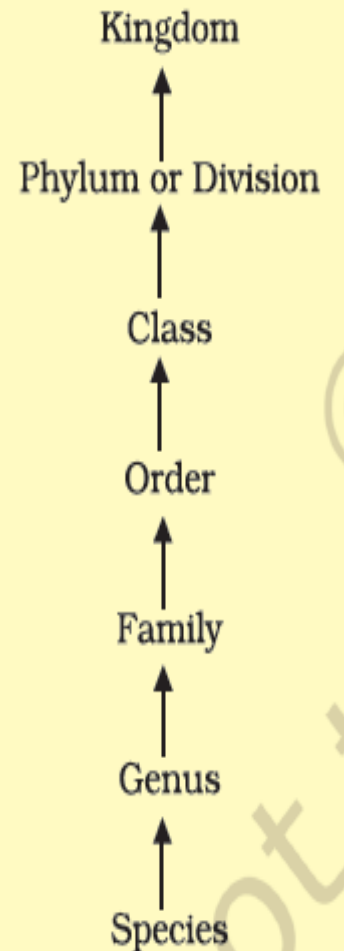 Kingdom
Phylum or Division
Class
Order
Family
Genus
Species